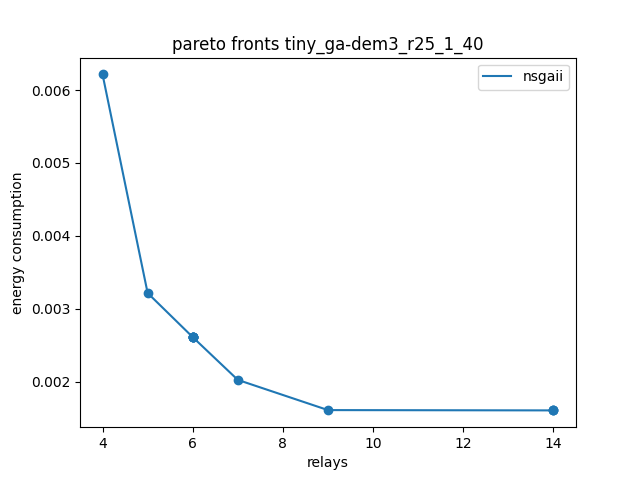 pareto fronts tiny_ga-dem3_r25_1_40
nsgaii
0.006
0.005
0.004
0.003
0.002
energy consumption
4 6 8 10 12 14
relays